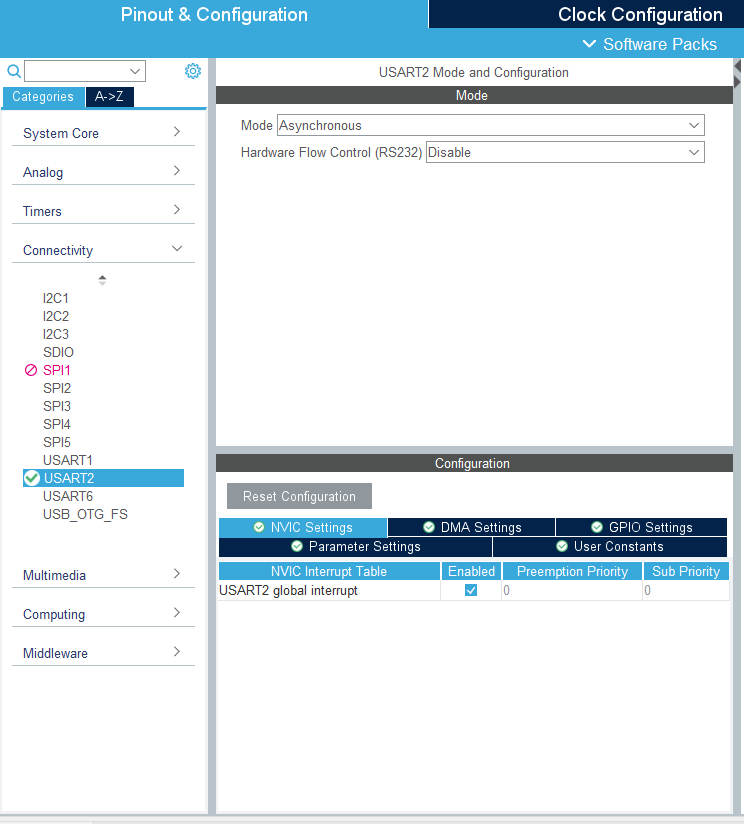 Pinout & Configuration
Clock Configuration
Software Packs
Categories
A->Z
System Core
Analog
Timers
Connectivity
I2C1
I2C2
I2C3
SDIO
SPI1
SPI2
SPI3
SPI4
SPI5
USART1
USART2
USART6
USB_OTG_FS
Multimedia
Computing
Middleware
USART2 Mode and Configuration
Mode
Mode Asynchronous
Hardware Flow Control (RS232) Disable
Configuration
Reset Configuration
NVIC Settings DMA Settings GPIO Settings
Parameter Settings User Constants
NVIC Interrupt Table Enabled Preemption Priority Sub Priority
USART2 global interrupt 0 0